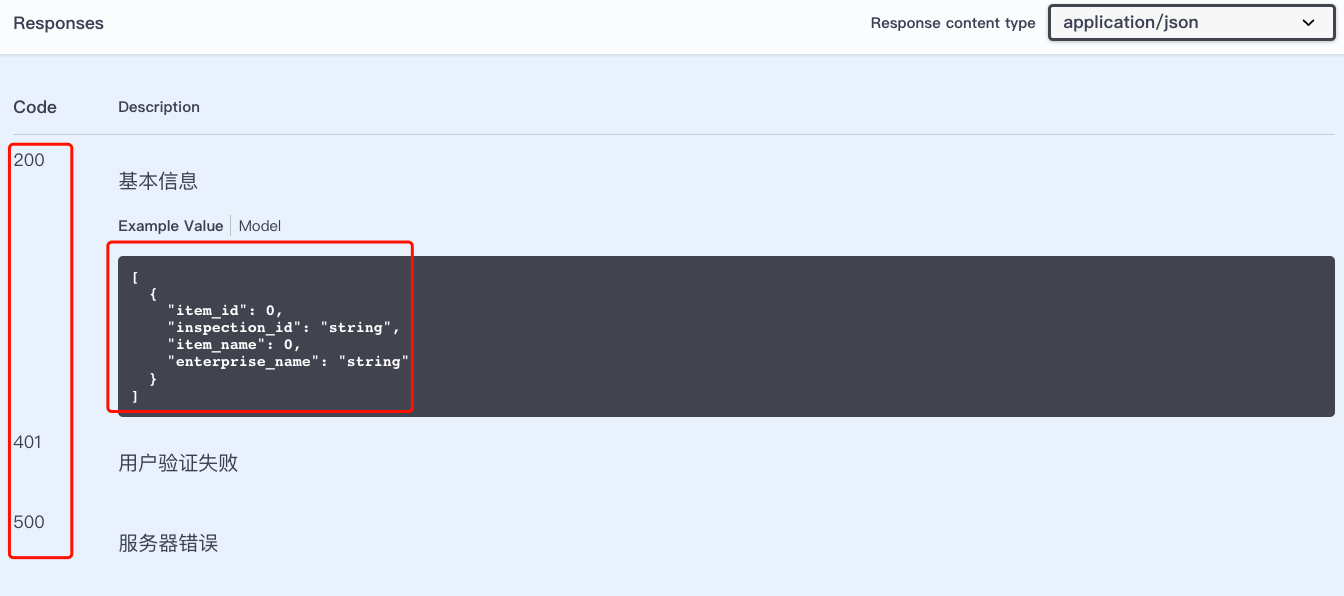 Responses
Response content type application/json
Code Description
200
基本信息
Example Value Model
[
{
"item_id": 0,
"inspection_id": "string",
"item_name": 0,
"enterprise_name": "string"
}
]
401
用户验证失败
500
服务器错误